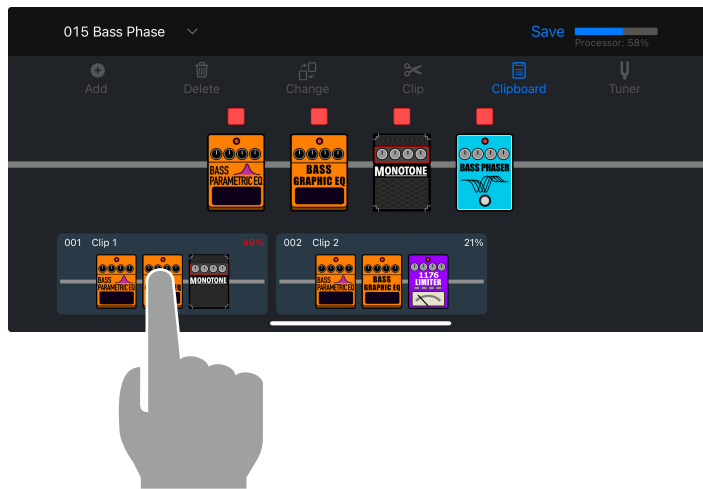 015 Bass Phase
Save
Processor: 58%
Add Delete Change Clip Clipboard Tuner
BASS
PARAMETRIC EQ
BASS
GRAPHIC EQ
MONOTONE
BASS PHASER
001 Clip 1 49%
BASS
PARAMETRIC EQ
MONOTONE
002 Clip 2 21%
BASS
PARAMETRIC EQ
BASS
GRAPHIC EQ
1176
LIMITER